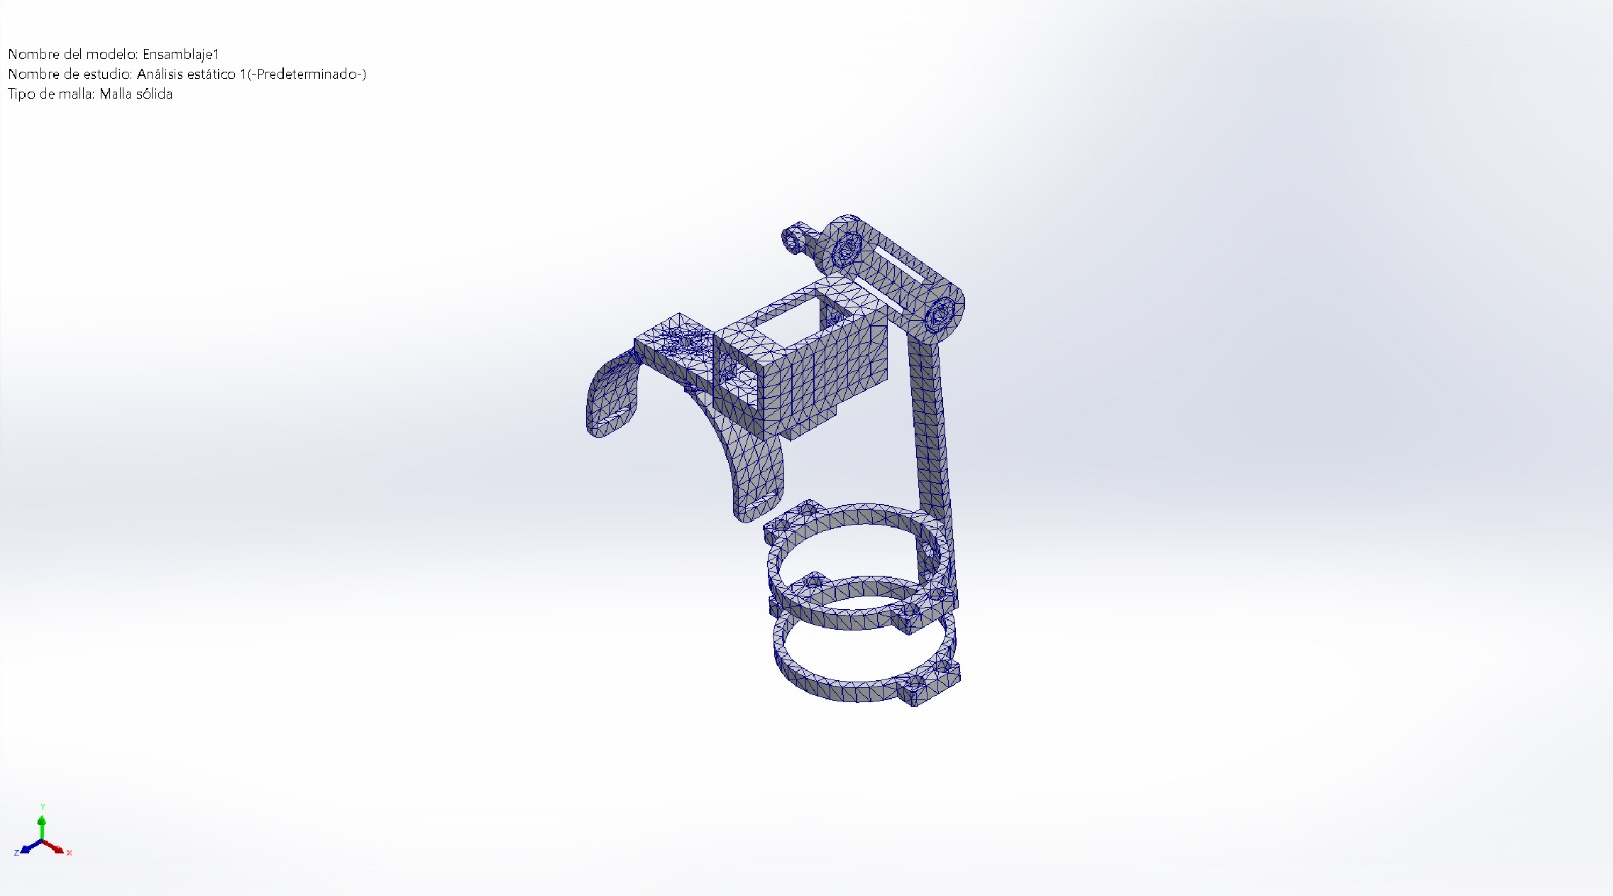 Nombre del modelo: Ensamblaje1
Nombre de estudio: Análisis estático 1(-Predeterminado-)
Tipo de malla: Malla sólida
Y
Z
X